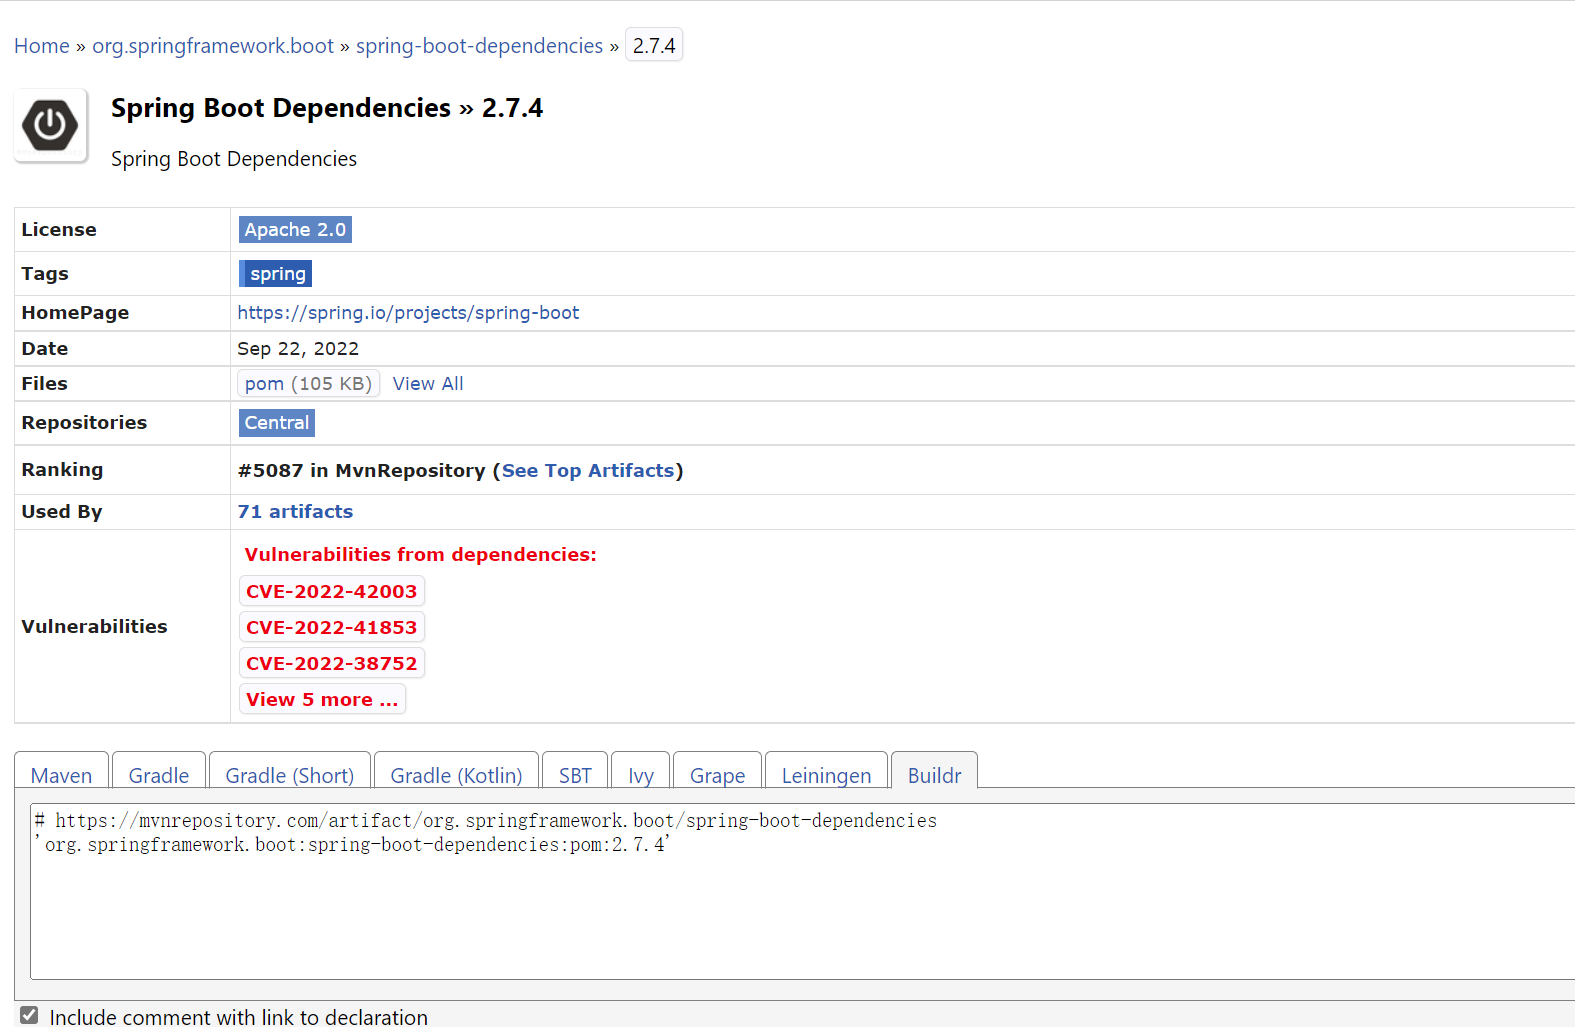 Home » org.springframework.boot » spring-boot-dependencies » 2.7.4
Spring Boot Dependencies » 2.7.4
Spring Boot Dependencies
License Apache 2.0
Tags spring
HomePage https://spring.io/projects/spring-boot
Date Sep 22, 2022
Files pom (105 KB) View All
Repositories Central
Ranking #5087 in MvnRepository (See Top Artifacts)
Used By 71 artifacts
Vulnerabilities Vulnerabilities from dependencies:
CVE-2022-42003
CVE-2022-41853
CVE-2022-38752
View 5 more ...
Maven Gradle Gradle (Short) Gradle (Kotlin) SBT Ivy Grape Leiningen Buildr
# https://mvnrepository.com/artifact/org.springframework.boot/spring-boot-dependencies
'org.springframework.boot:spring-boot-dependencies:pom:2.7.4'
Include comment with link to declaration